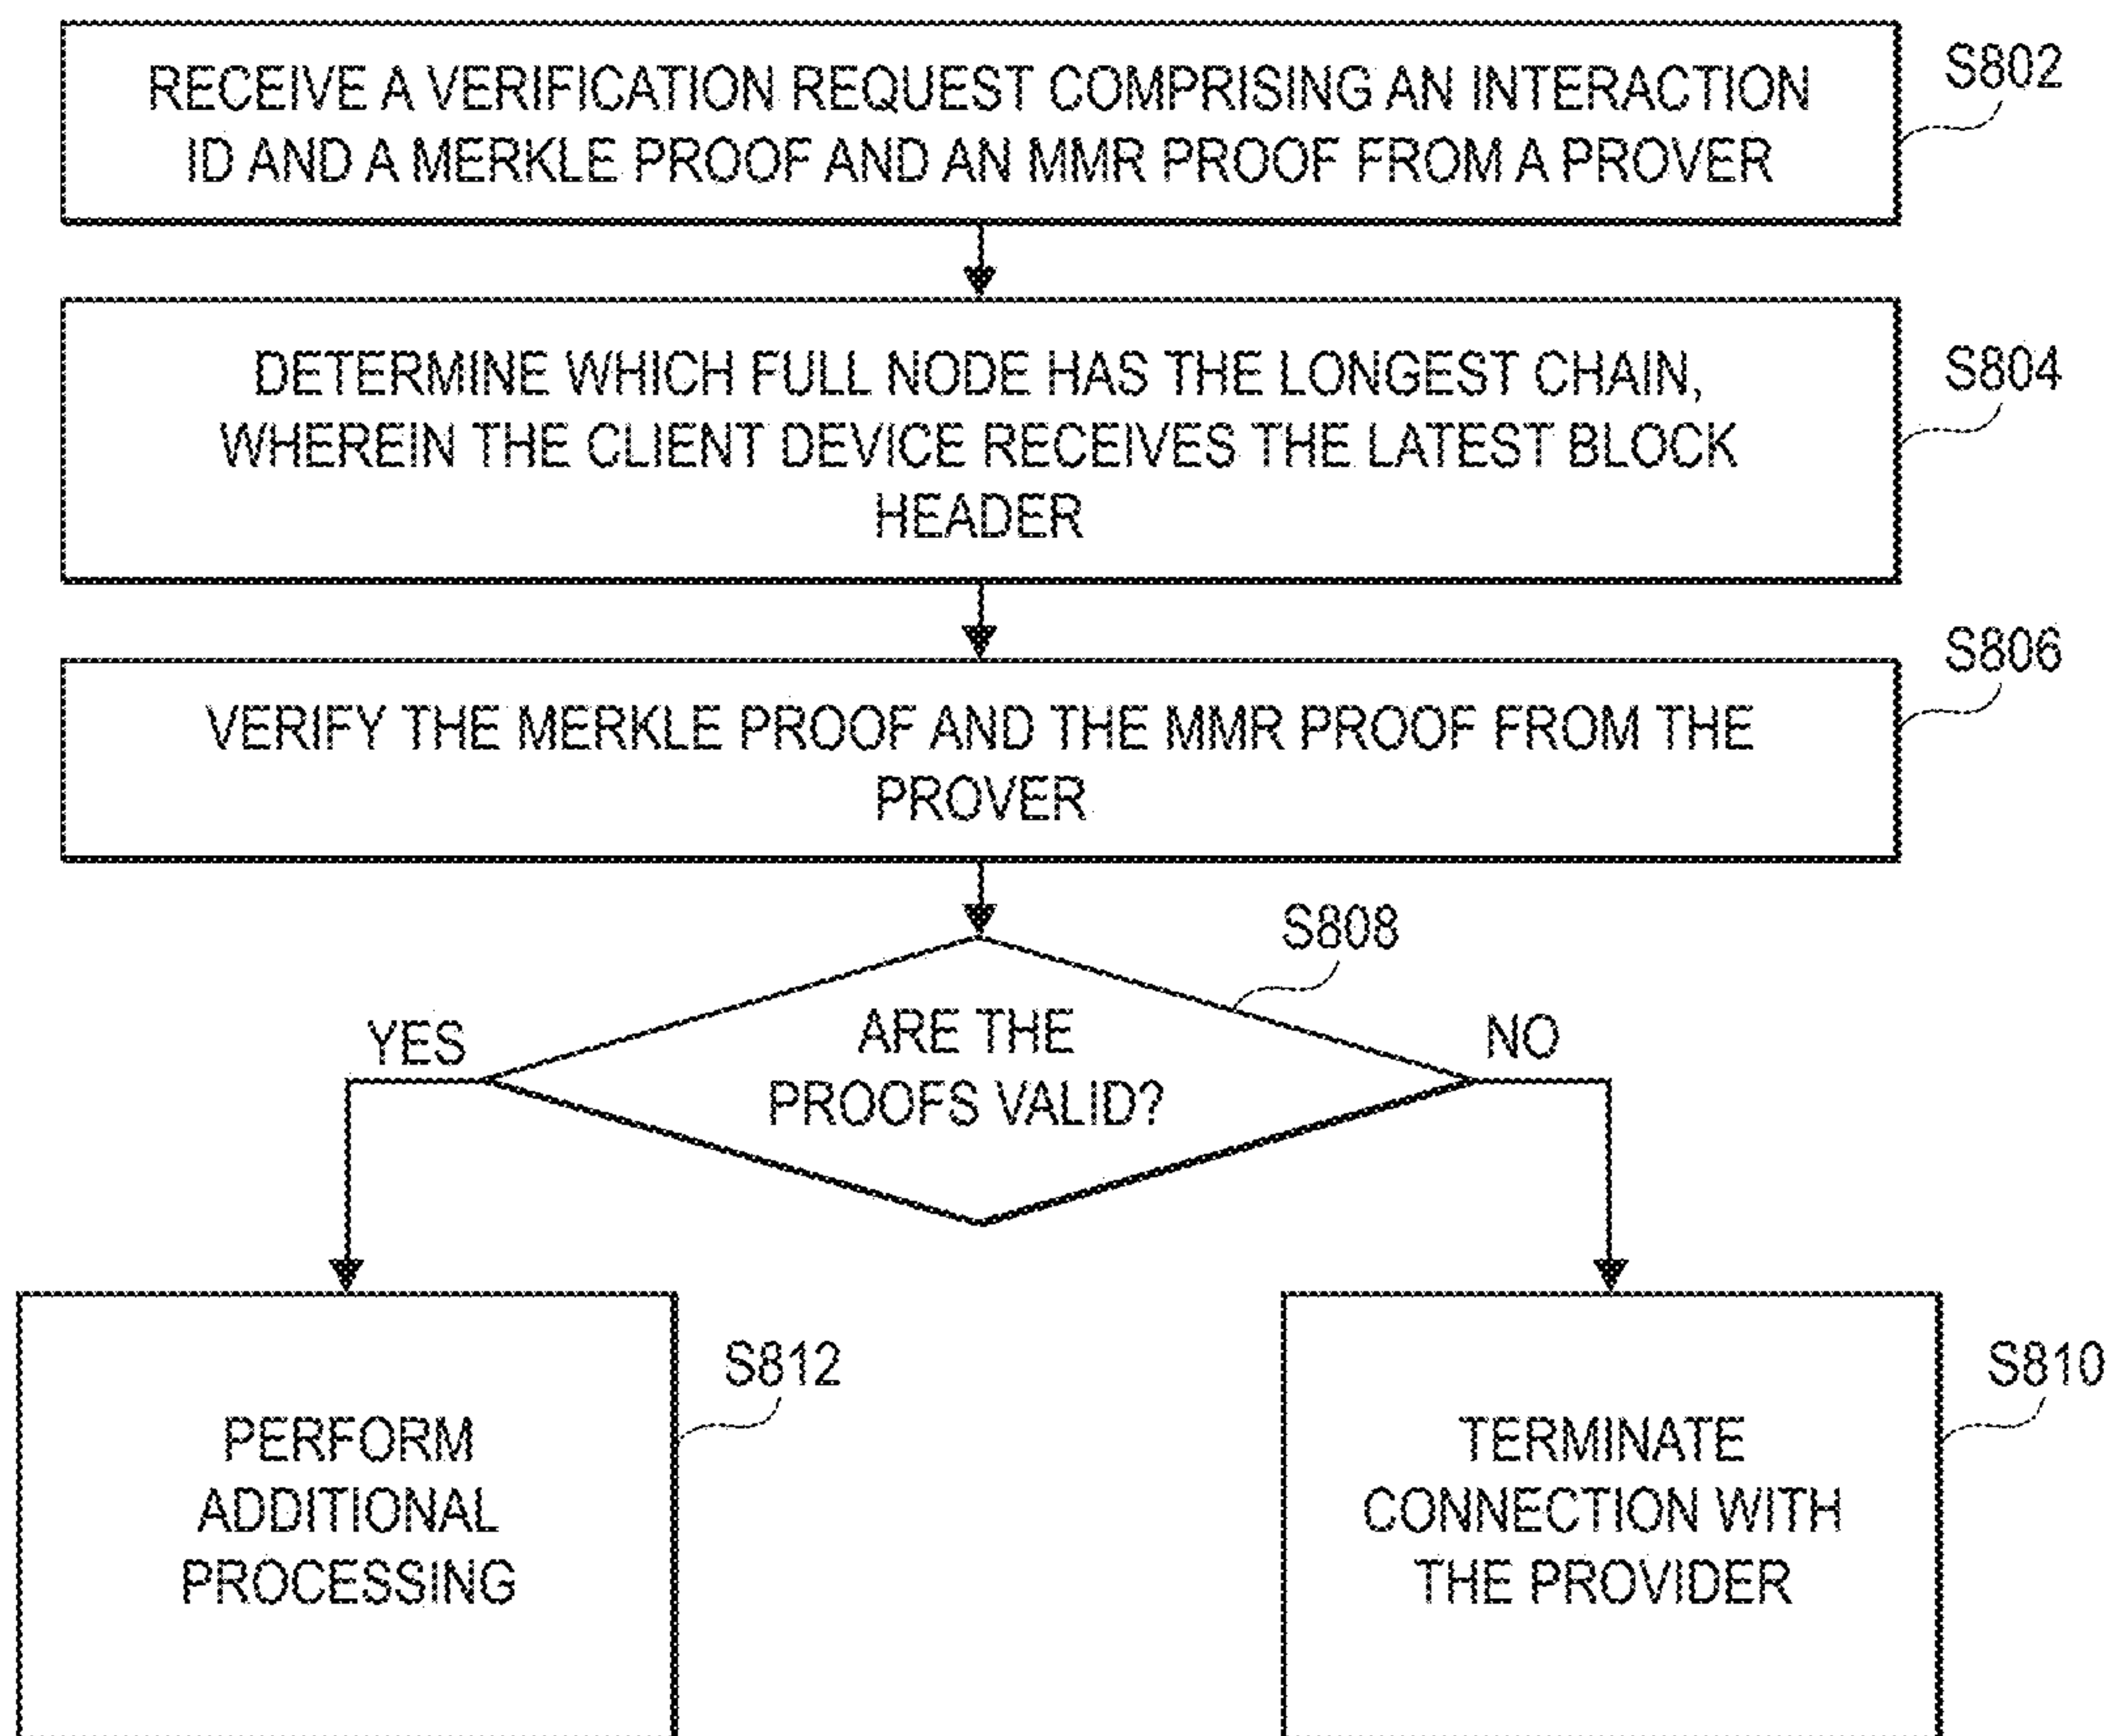 RECEIVE A VERIFICATION REQUEST COMPRISING AN INTERACTION
ID AND A MERKLE PROOF AND AN MMR PROOF FROM A PROVER
S802
DETERMINE WHICH FULL NODE HAS THE LONGEST CHAIN,
WHEREIN THE CLIENT DEVICE RECEIVES THE LATEST BLOCK
HEADER
S804
VERIFY THE MERKLE PROOF AND THE MMR PROOF FROM THE
PROVER
S806
S808
ARE THE
PROOFS VALID?
YES
NO
PERFORM
ADDITIONAL
PROCESSING
S812
TERMINATE
CONNECTION WITH
THE PROVIDER
S810